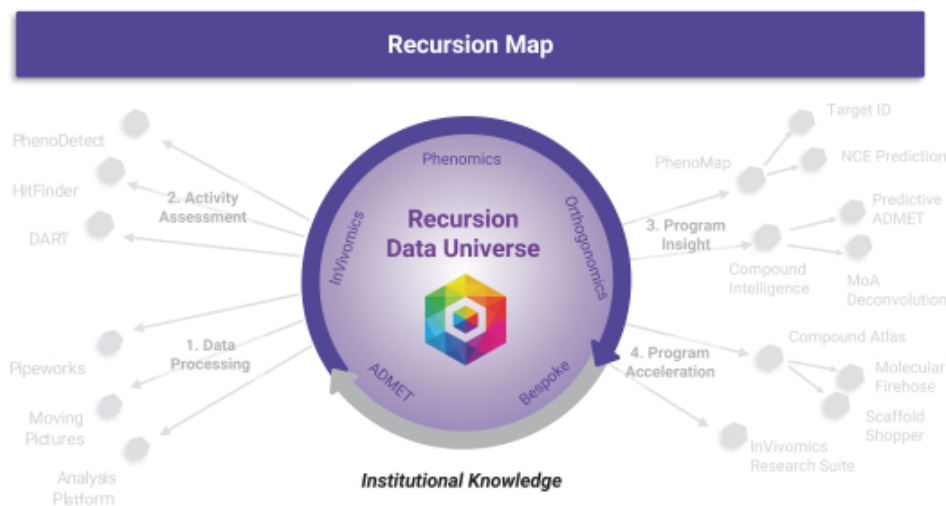 Recursion Map
PhenoDetect
HitFinder
DART
2. Activity
Assessment
Pipeworks
Moving
Pictures
Analysis
Platform
1. Data
Processing
Phenomics
InVivomics
Orthogonomics
Recursion
Data Universe
ADMET
Bespoke
Institutional Knowledge
Target ID
PhenoMap
NCE Prediction
3. Program
Insight
Predictive
ADMET
Compound
Intelligence
MoA
Deconvolution
4. Program
Acceleration
Compound Atlas
Molecular
Firehose
Scaffold
Shopper
InVivomics
Research Suite